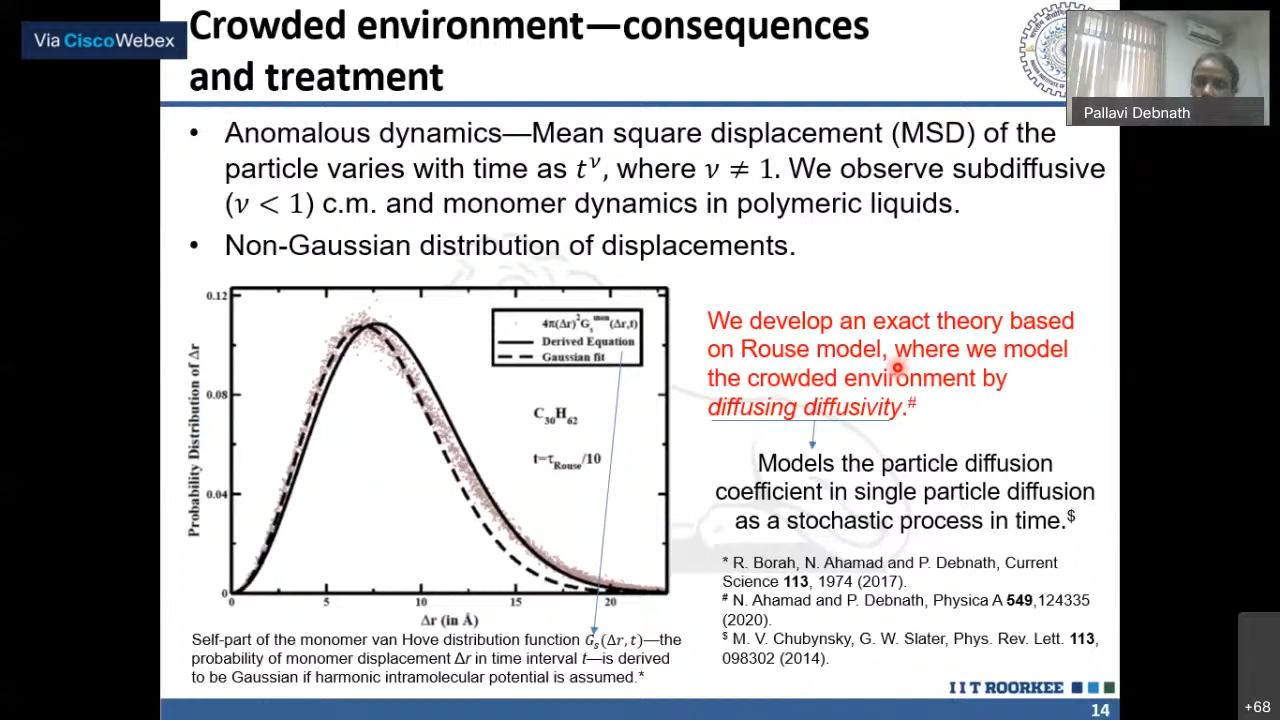 Via Cisco Webex
Crowded environment—consequences
and treatment
Pallavi Debnath
• Anomalous dynamics—Mean square displacement (MSD) of the
particle varies with time as t^ν, where ν ≠ 1. We observe subdiffusive
(ν < 1) c.m. and monomer dynamics in polymeric liquids.
• Non-Gaussian distribution of displacements.
0.12
0.08
0.04
0
Probability Distribution of Δr
4π(Δr)²G_s^mon(Δr,t)
Derived Equation
Gaussian fit
C₃₀H₆₂
t=τ_Rouse/10
0 5 10 15 20
Δr (in Å)
Self-part of the monomer van Hove distribution function G_s(Δr, t)—the
probability of monomer displacement Δr in time interval t—is derived
to be Gaussian if harmonic intramolecular potential is assumed.*
We develop an exact theory based
on Rouse model, where we model
the crowded environment by
diffusing diffusivity.#
Models the particle diffusion
coefficient in single particle diffusion
as a stochastic process in time.$
* R. Borah, N. Ahamad and P. Debnath, Current
Science 113, 1974 (2017).
# N. Ahamad and P. Debnath, Physica A 549,124335
(2020).
$ M. V. Chubynsky, G. W. Slater, Phys. Rev. Lett. 113,
098302 (2014).
IIT ROORKEE
14
+68